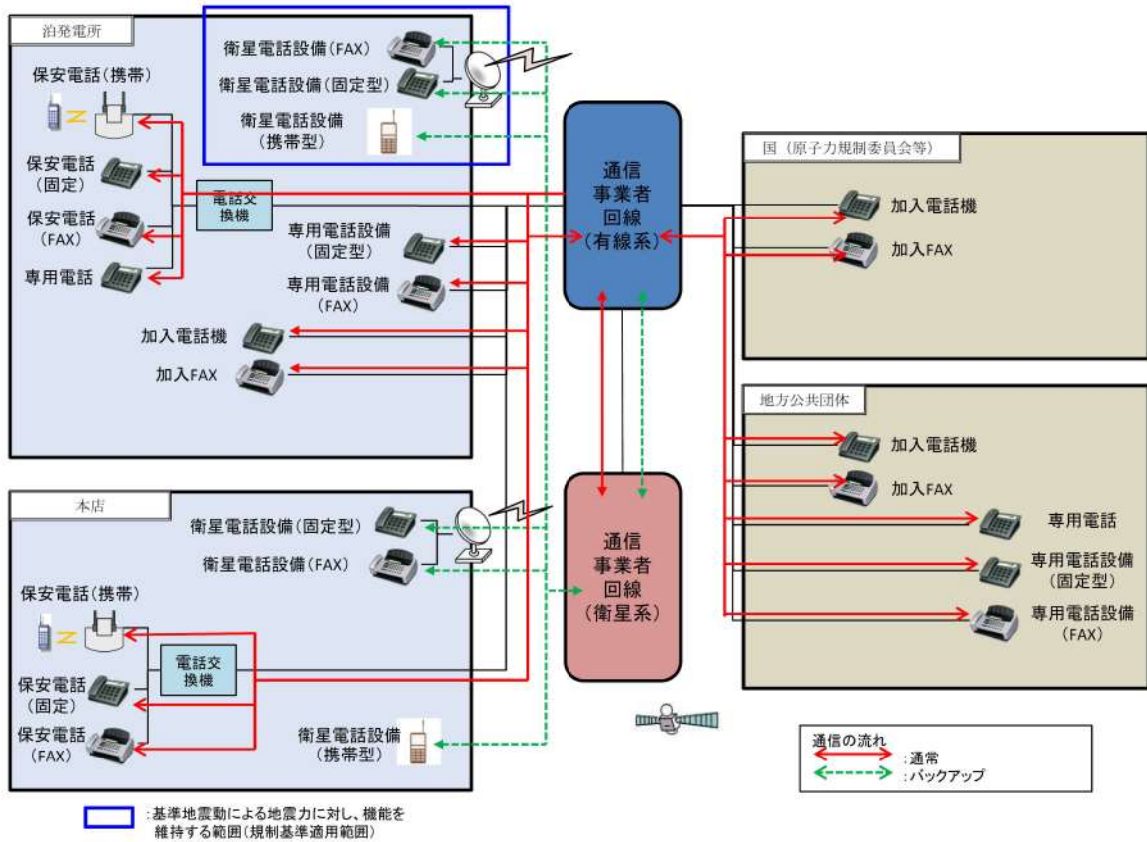 泊発電所
保安電話(携帯)
保安電話
(固定)
保安電話
(FAX)
専用電話
電話交
換機
衛星電話設備(FAX)
衛星電話設備(固定型)
衛星電話設備
(携帯型)
専用電話設備
(固定型)
専用電話設備
(FAX)
加入電話機
加入FAX
本店
衛星電話設備(固定型)
衛星電話設備(FAX)
保安電話(携帯)
電話交
換機
保安電話
(固定)
保安電話
(FAX)
衛星電話設備
(携帯型)
通信
事業者
回線
(有線系)
通信
事業者
回線
(衛星系)
国(原子力規制委員会等)
加入電話機
加入FAX
地方公共団体
加入電話機
加入FAX
専用電話
専用電話設備
(固定型)
専用電話設備
(FAX)
通信の流れ
:通常
:バックアップ
:基準地震動による地震力に対し、機能を
維持する範囲(規制基準適用範囲)